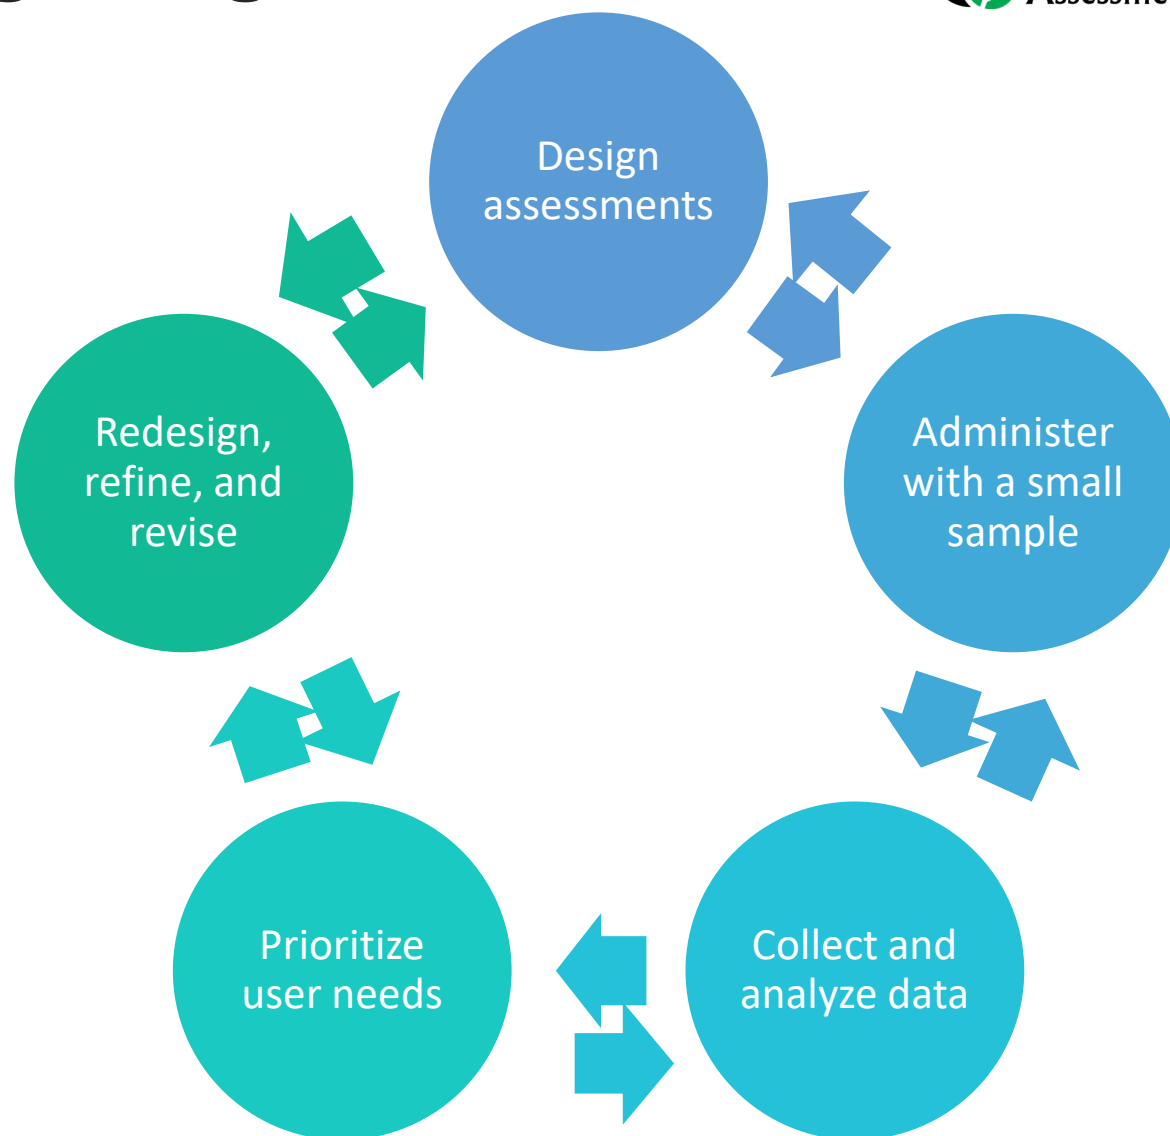 Design
assessments
Administer
with a small
sample
Collect and
analyze data
Prioritize
user needs
Redesign,
refine, and
revise